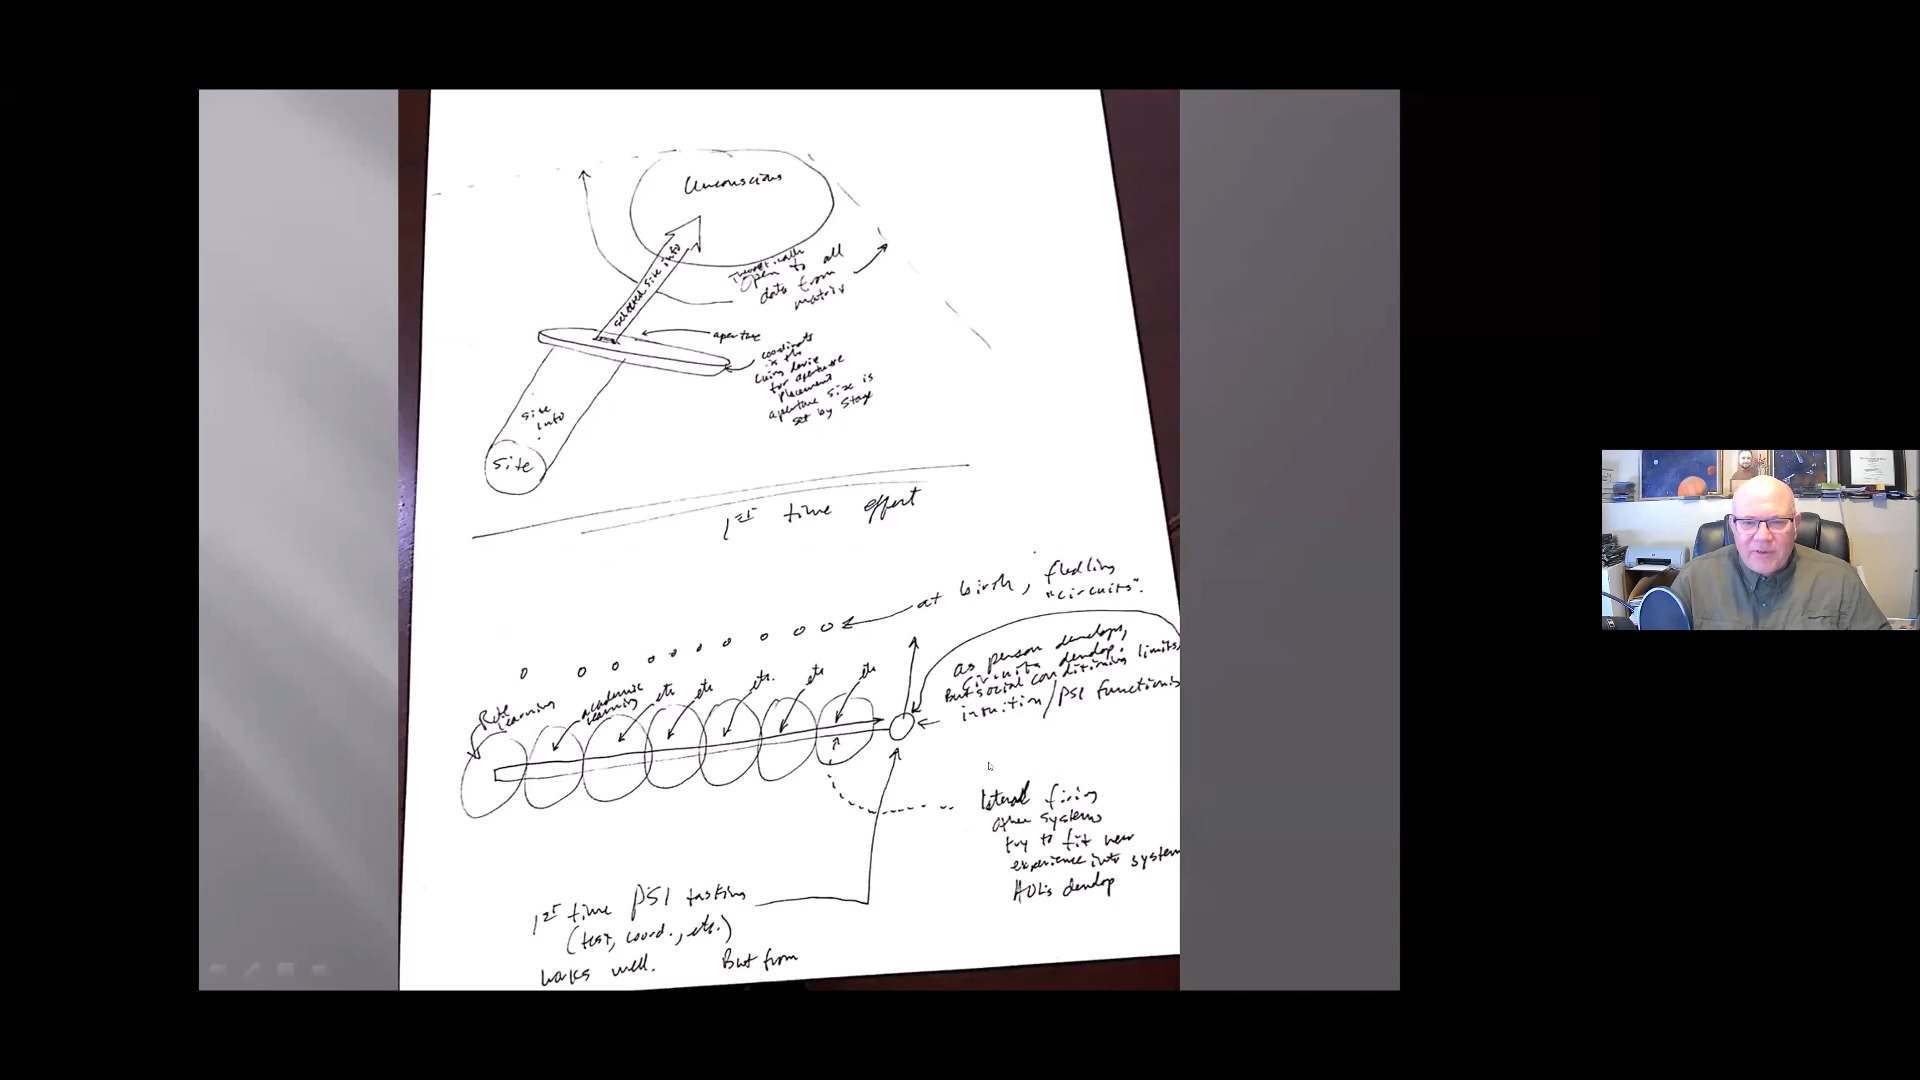 Unconscious
selected site info
Theoretically
open to all
data from
matrix
aperture
coordinate
is the
cuing device
for aperture
placement
aperture size is
set by stage
site
info
site
1st time effect
at birth, fledling
"circuits".
as person develops,
circuits develop.
But social conditioning limits
intuition/PSI functioning
Rote
learning
academic
learning
etc
etc
etc.
etc
etc
lateral firing
other systems
try to fit new
experience into system
AOLs develop
1st time PSI tasking
(test, coord., etc.)
works well. But from